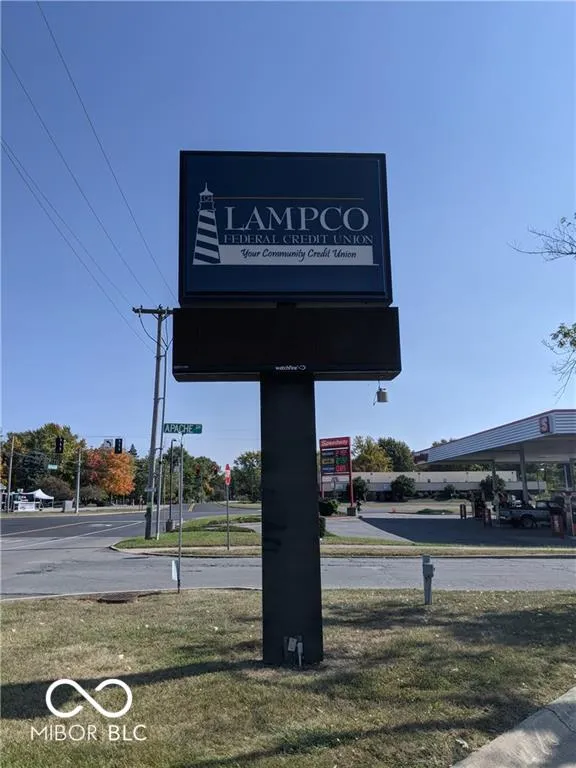 LAMPCO
FEDERAL CREDIT UNION
Your Community Credit Union
watchfire
APACHE
Speedway
S
MIBOR BLC